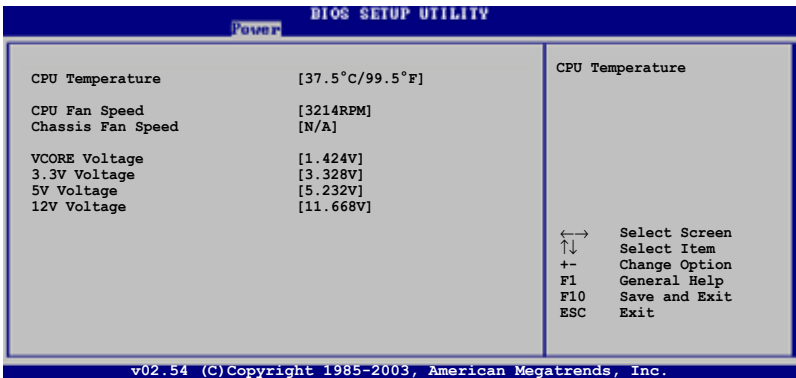 BIOS SETUP UTILITY
Power
CPU Temperature [37.5°C/99.5°F]
CPU Fan Speed [3214RPM]
Chassis Fan Speed [N/A]
VCORE Voltage [1.424V]
3.3V Voltage [3.328V]
5V Voltage [5.232V]
12V Voltage [11.668V]
CPU Temperature
←→ Select Screen
↑↓ Select Item
+- Change Option
F1 General Help
F10 Save and Exit
ESC Exit
v02.54 (C)Copyright 1985-2003, American Megatrends, Inc.